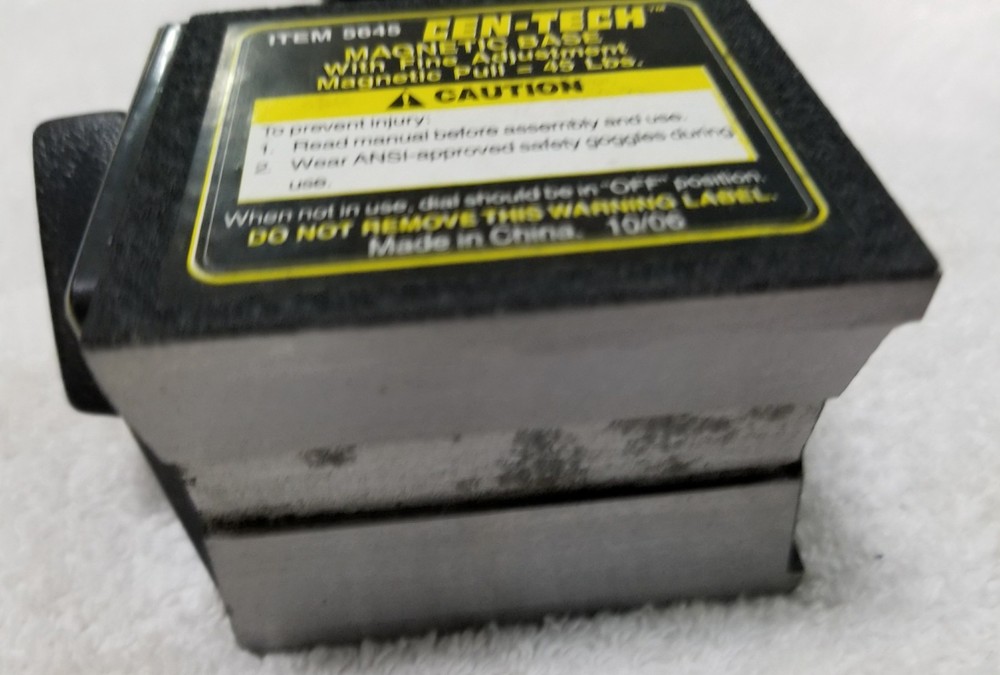 ITEM 5645 CEN-TECH™
MAGNETIC BASE
With Fine Adjustment
Magnetic Pull = 45 Lbs.
CAUTION
To prevent injury:
1. Read manual before assembly and use.
2. Wear ANSI-approved safety goggles during
use.
When not in use, dial should be in "OFF" position.
DO NOT REMOVE THIS WARNING LABEL.
Made in China. 10/06